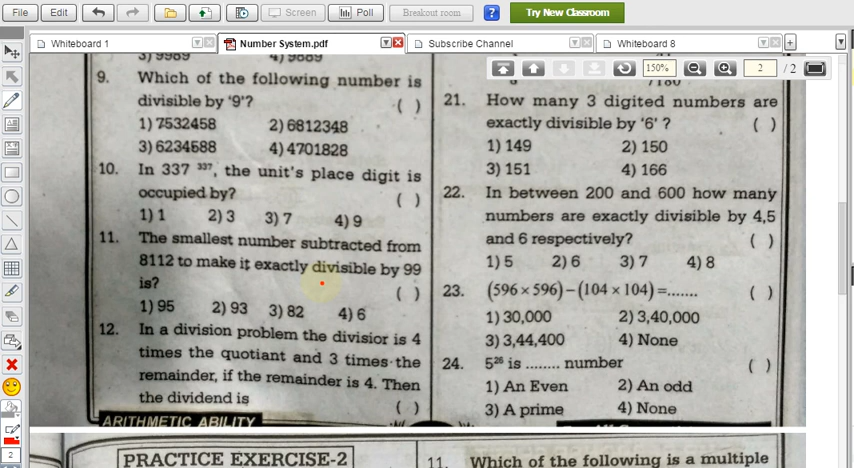 File
Edit
Screen
Poll
Breakout room
?
Try New Classroom
Whiteboard 1
Number System.pdf
Subscribe Channel
Whiteboard 8
+
150%
2
/ 2
3) 9989 4) 9889
9. Which of the following number is
divisible by '9'? ( )
1) 7532458 2) 6812348
3) 6234588 4) 4701828
10. In 337 ³³⁷, the unit's place digit is
occupied by? ( )
1) 1 2) 3 3) 7 4) 9
11. The smallest number subtracted from
8112 to make it exactly divisible by 99
is? ( )
1) 95 2) 93 3) 82 4) 6
12. In a division problem the divisior is 4
times the quotiant and 3 times the
remainder, if the remainder is 4. Then
the dividend is ( )
ARITHMETIC ABILITY
21. How many 3 digited numbers are
exactly divisible by '6' ? ( )
1) 149 2) 150
3) 151 4) 166
22. In between 200 and 600 how many
numbers are exactly divisible by 4,5
and 6 respectively? ( )
1) 5 2) 6 3) 7 4) 8
23. (596 × 596) – (104 × 104) =....... ( )
1) 30,000 2) 3,40,000
3) 3,44,400 4) None
24. 5²⁶ is ........ number ( )
1) An Even 2) An odd
3) A prime 4) None
PRACTICE EXERCISE-2
11. Which of the following is a multiple
2